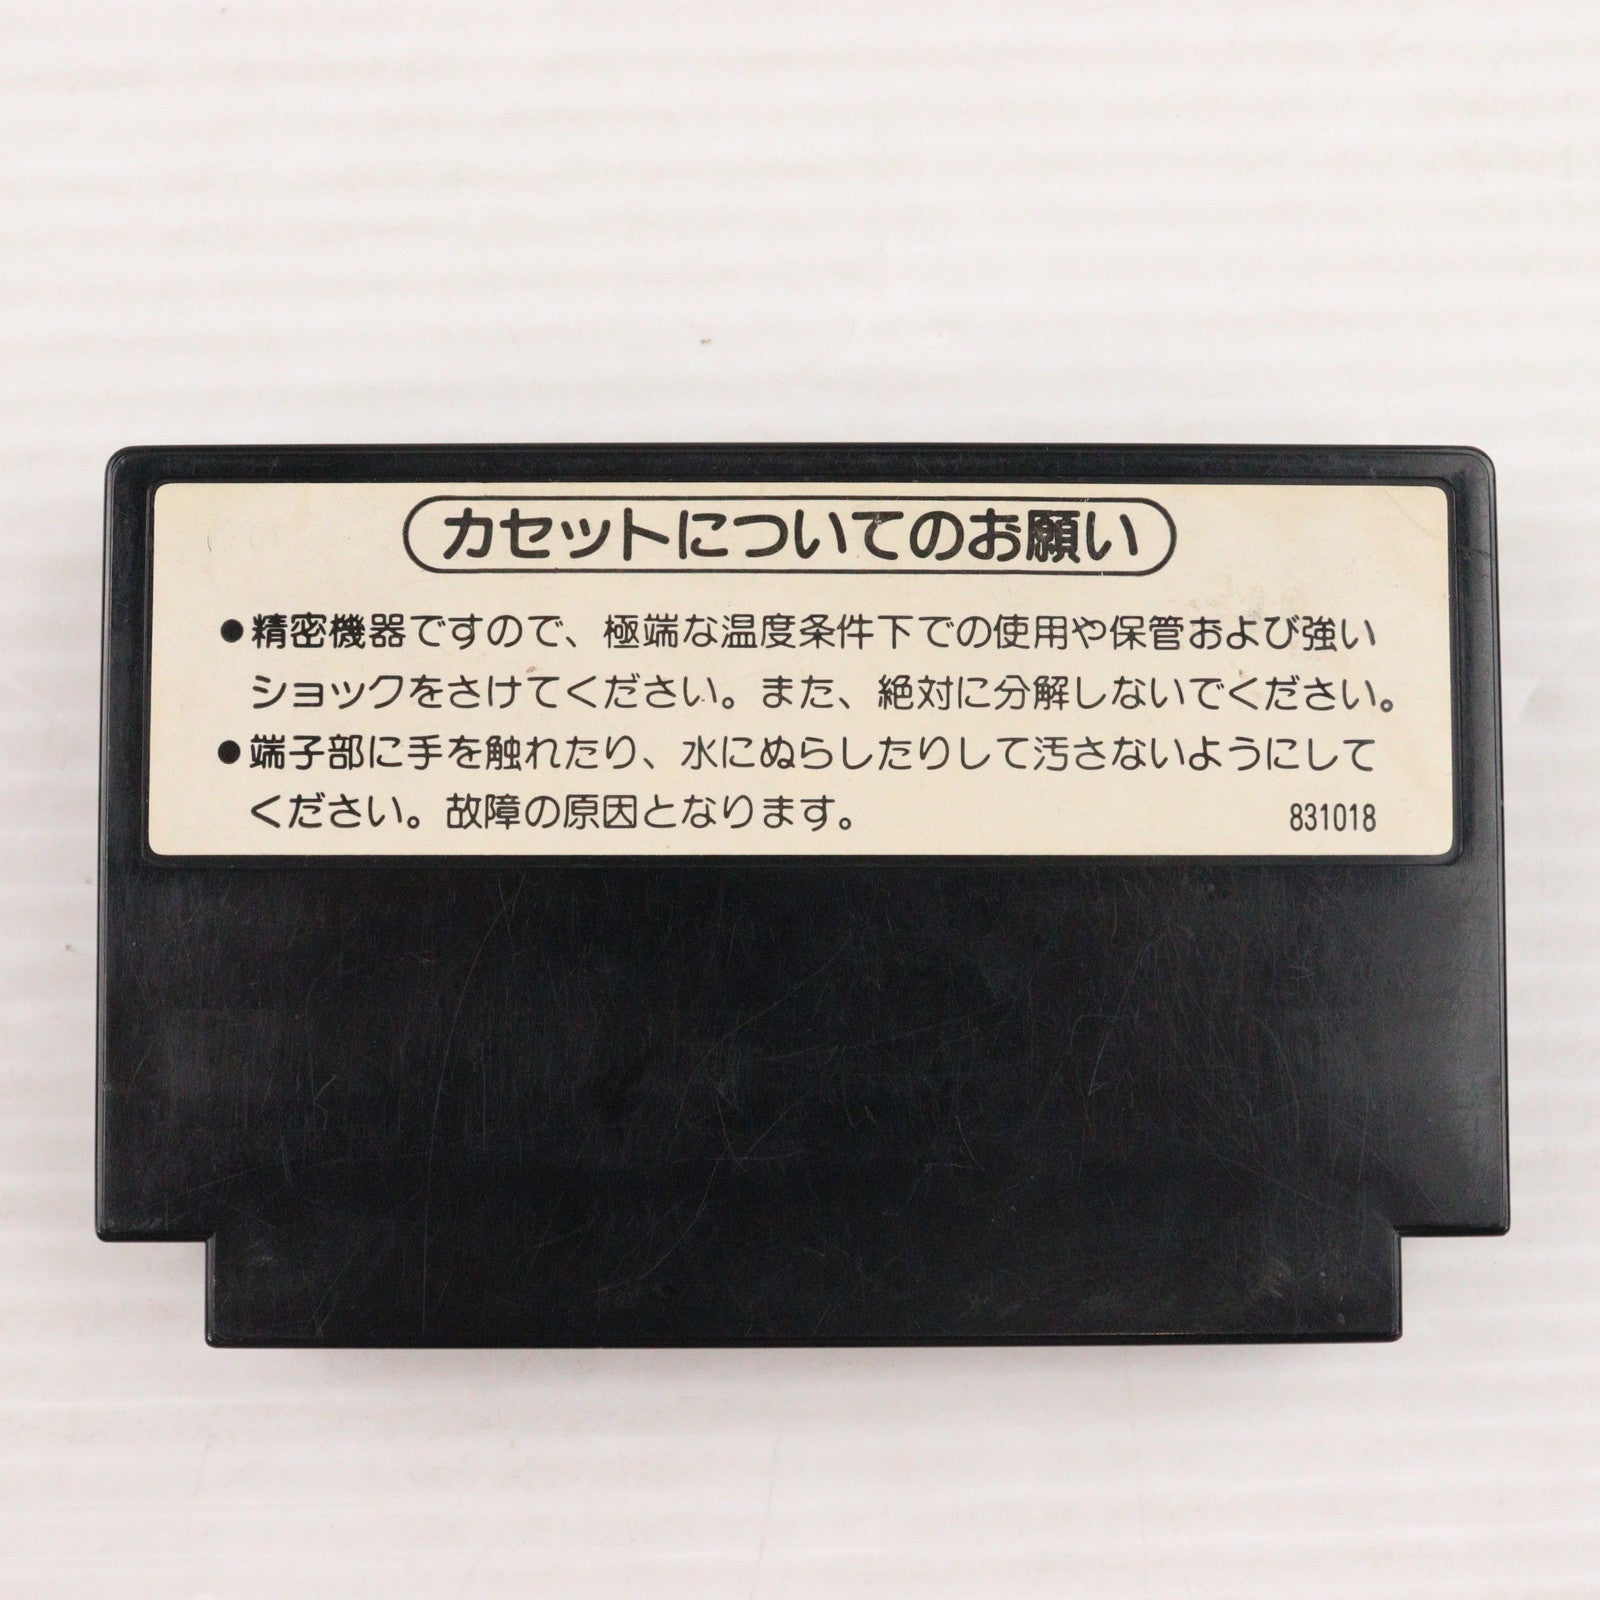 カセットについてのお願い
●精密機器ですので、極端な温度条件下での使用や保管および強い
ショックをさけてください。また、絶対に分解しないでください。
●端子部に手を触れたり、水にぬらしたりして汚さないようにして
ください。故障の原因となります。
831018